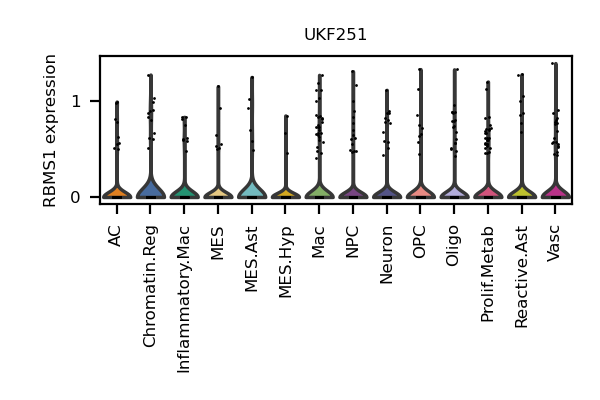 UKF251
RBMS1 expression
1
0
AC
Chromatin.Reg
Inflammatory.Mac
MES
MES.Ast
MES.Hyp
Mac
NPC
Neuron
OPC
Oligo
Prolif.Metab
Reactive.Ast
Vasc